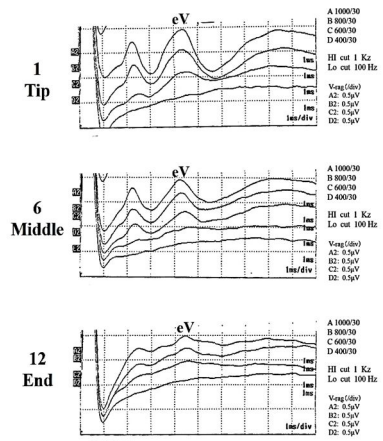 eV
1
Tip
1ms
1ms
1ms
1ms
1ms/div
A 1000/30
B 800/30
C 600/30
D 400/30
HI cut 1 Kz
Lo cut 100 Hz
V-rag(/div)
A2: 0.5µV
B2: 0.5µV
C2: 0.5µV
D2: 0.5µV
eV
6
Middle
1ms
1ms
1ms
1ms
1ms/div
A 1000/30
B 800/30
C 600/30
D 400/30
HI cut 1 Kz
Lo cut 100 Hz
V-rag(/div)
A2: 0.5µV
B2: 0.5µV
C2: 0.5µV
D2: 0.5µV
eV
12
End
1ms
1ms
1ms
1ms/div
A 1000/30
B 800/30
C 600/30
D 400/30
HI cut 1 Kz
Lo cut 100 Hz
V-rag(/div)
A2: 0.5µV
B2: 0.5µV
C2: 0.5µV
D2: 0.5µV